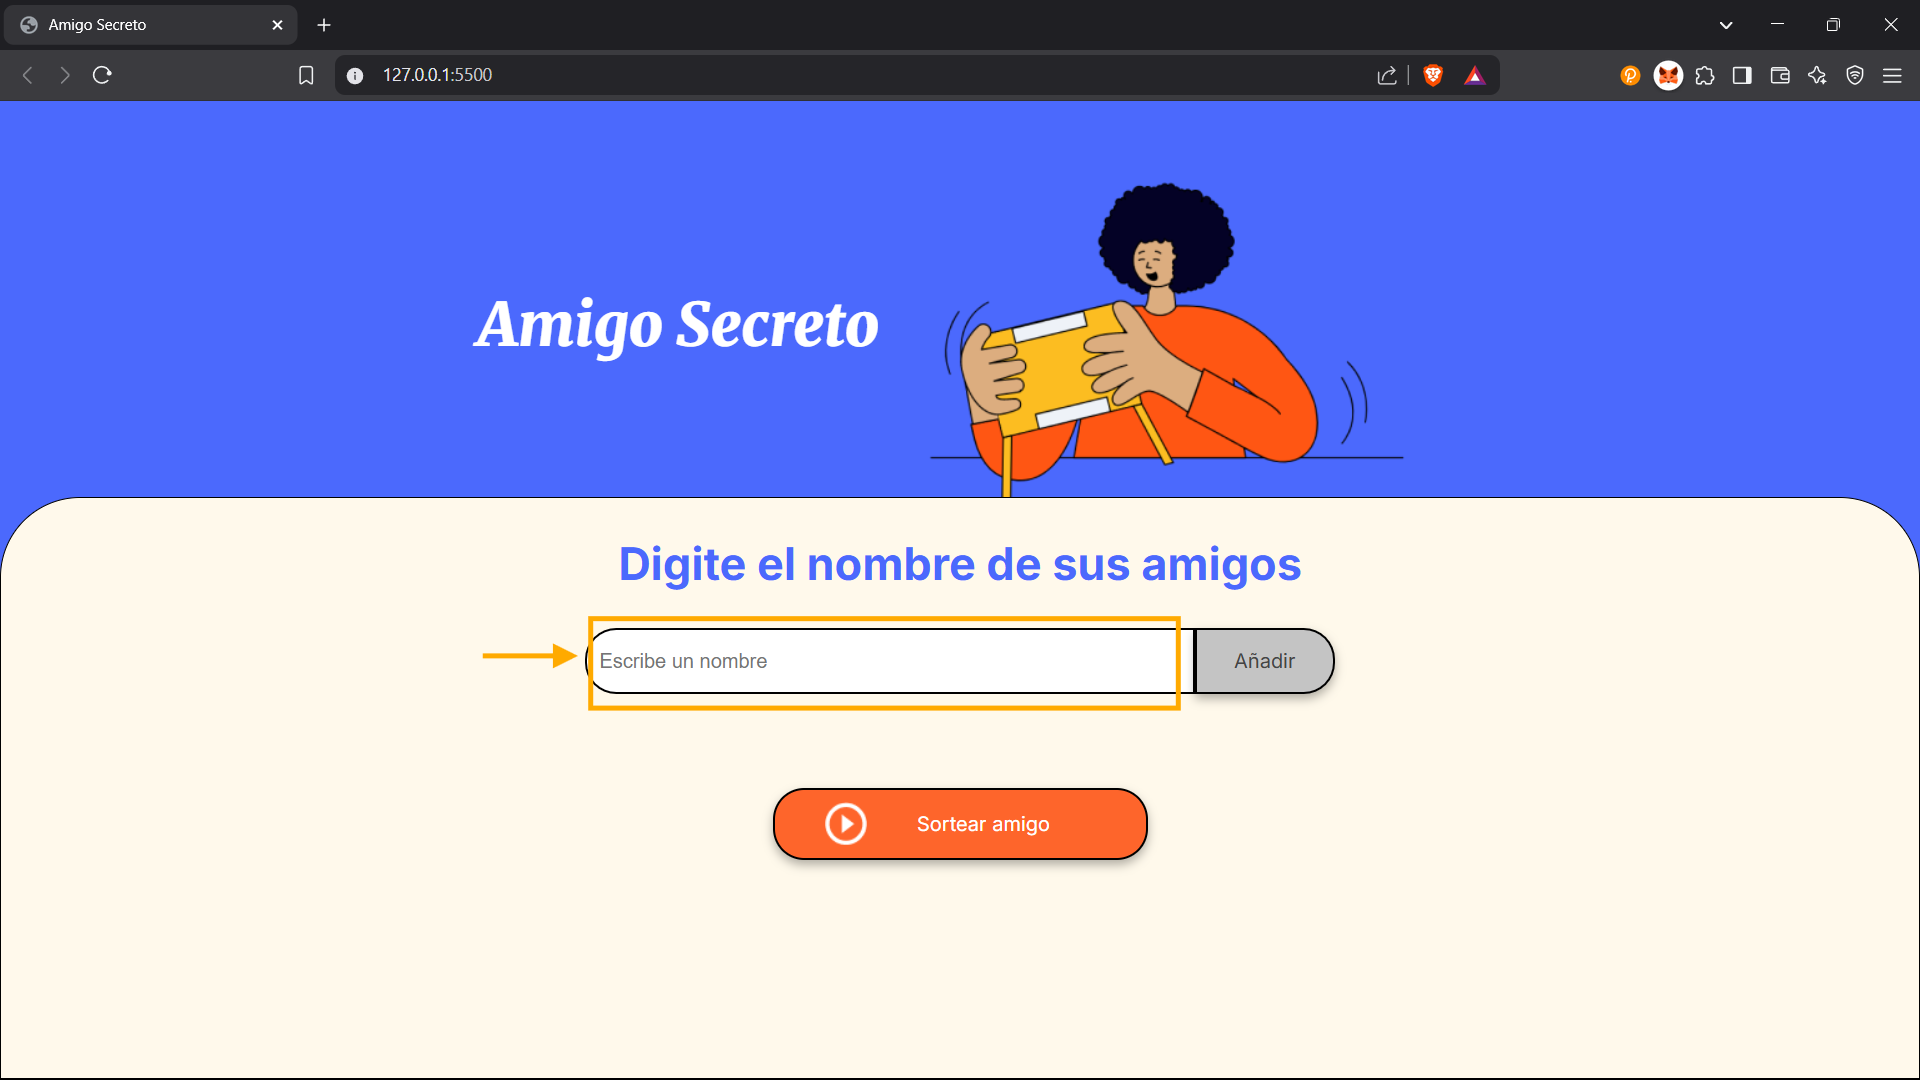 Amigo Secreto
127.0.0.1:5500
Amigo Secreto
Digite el nombre de sus amigos
Escribe un nombre
Añadir
Sortear amigo